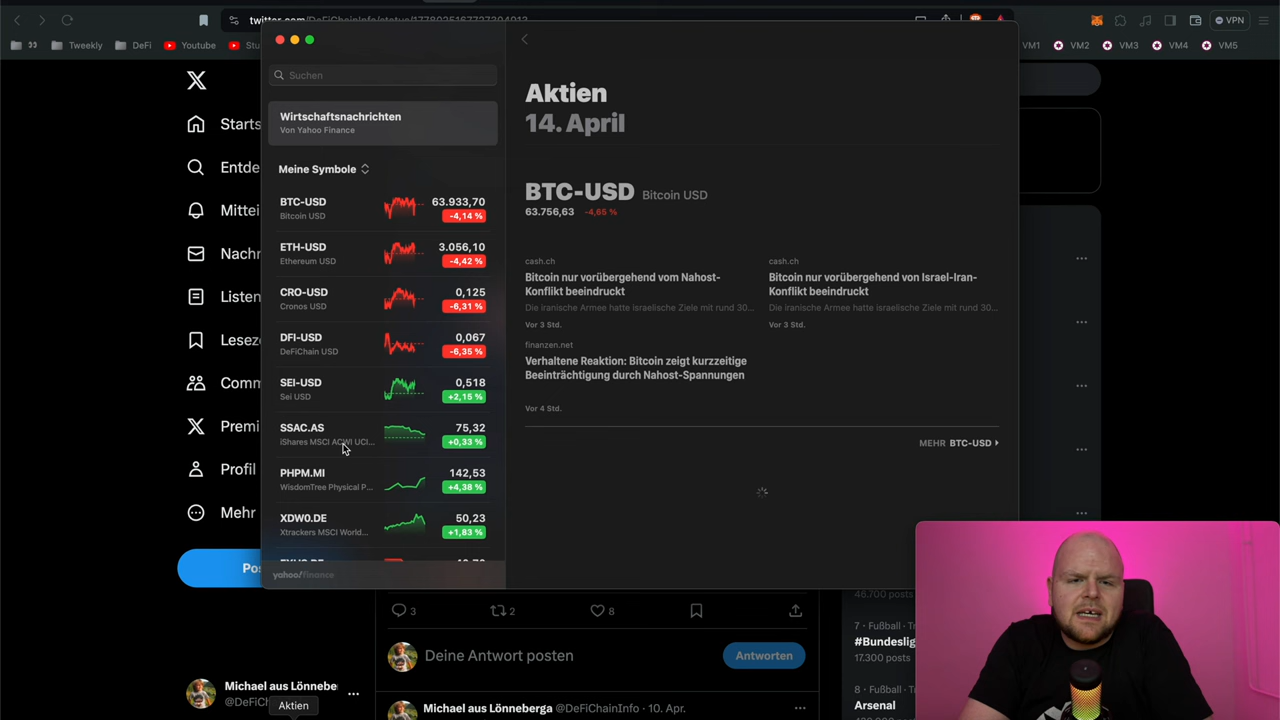 twitter.com/DeFiChainInfo/status/
VPN
Tweekly
DeFi
Youtube
VM1
VM2
VM3
VM4
VM5
Starts
Entde
Mittei
Nachr
Listen
Lesez
Comm
Premi
Profil
Mehr
Pos
Suchen
Wirtschaftsnachrichten
Von Yahoo Finance
Meine Symbole
BTC-USD 63.933,70
Bitcoin USD -4,14 %
ETH-USD 3.056,10
Ethereum USD -4,42 %
CRO-USD 0,125
Cronos USD -6,31 %
DFI-USD 0,067
DeFiChain USD -6,35 %
SEI-USD 0,518
Sei USD +2,15 %
SSAC.AS 75,32
iShares MSCI ACWI UCI... +0,33 %
PHPM.MI 142,53
WisdomTree Physical P... +4,38 %
XDW0.DE 50,23
Xtrackers MSCI World... +1,83 %
yahoo!finance
Aktien
14. April
BTC-USD Bitcoin USD
63.756,63 -4,65 %
cash.ch
Bitcoin nur vorübergehend vom Nahost-
Konflikt beeindruckt
Die iranische Armee hatte israelische Ziele mit rund 30...
Vor 3 Std.
cash.ch
Bitcoin nur vorübergehend von Israel-Iran-
Konflikt beeindruckt
Die iranische Armee hatte israelische Ziele mit rund 30...
Vor 3 Std.
finanzen.net
Verhaltene Reaktion: Bitcoin zeigt kurzzeitige
Beeinträchtigung durch Nahost-Spannungen
Vor 4 Std.
MEHR BTC-USD
3 2 8
Deine Antwort posten
Antworten
Michael aus Lönneberga @DeFiChainInfo · 10. Apr.
Michael aus Lönnebe
@DeFiCh
Aktien
46.700 posts
7 · Fußball · Tr
#Bundeslig
17.300 posts
8 · Fußball · Tr
Arsenal